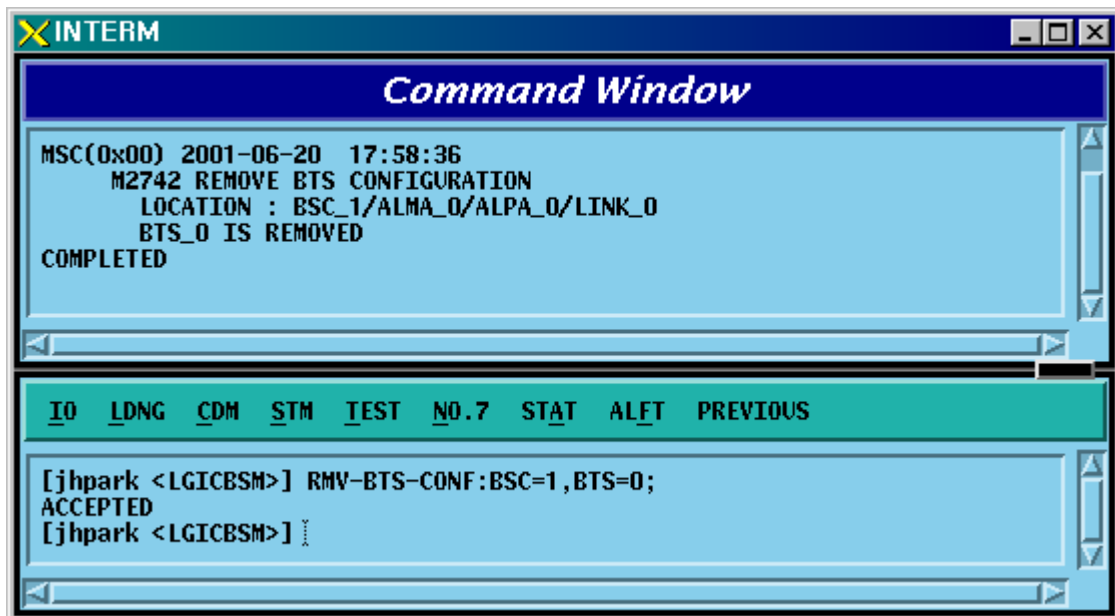 INTERM
Command Window
MSC(0x00) 2001-06-20 17:58:36
M2742 REMOVE BTS CONFIGURATION
LOCATION : BSC_1/ALMA_0/ALPA_0/LINK_0
BTS_0 IS REMOVED
COMPLETED
IO LDNG CDM STM TEST NO.7 STAT ALFT PREVIOUS
[jhpark <LGICBSM>] RMV-BTS-CONF:BSC=1,BTS=0;
ACCEPTED
[jhpark <LGICBSM>]